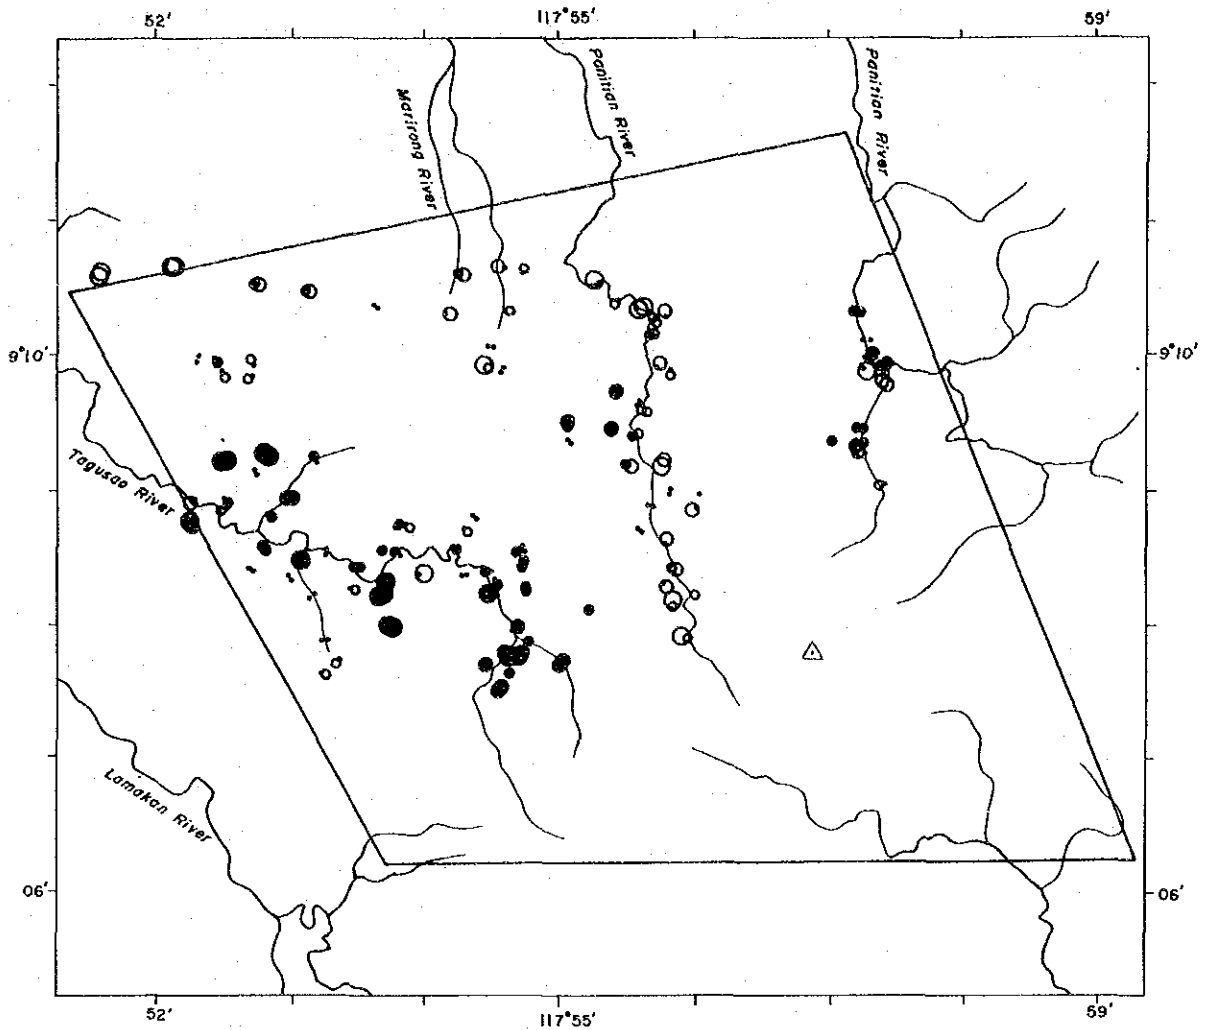 52'
117°55'
59'
Marirong River
Panitian River
Panitian River
9°10'
9°10'
Tagusao River
Lamakan River
06'
06'
52'
117°55'
59'